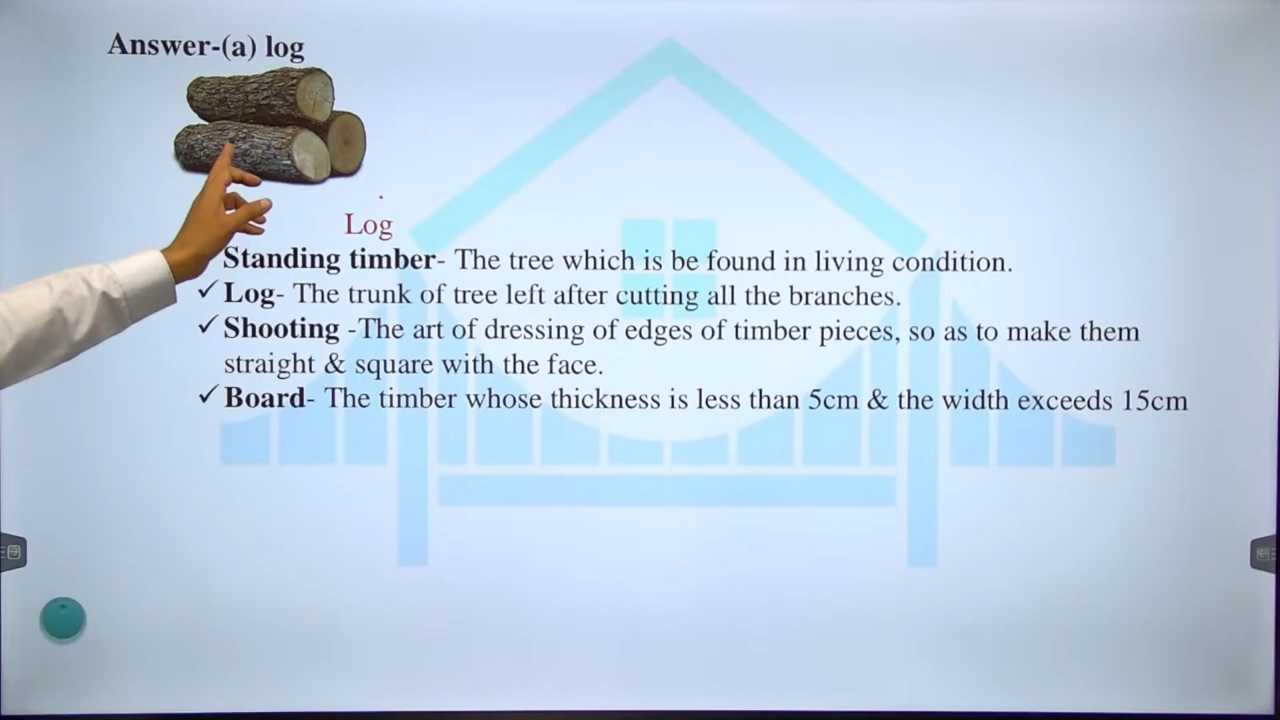 Answer-(a) log
Log
Standing timber- The tree which is be found in living condition.
✓ Log- The trunk of tree left after cutting all the branches.
✓ Shooting -The art of dressing of edges of timber pieces, so as to make them
straight & square with the face.
✓ Board- The timber whose thickness is less than 5cm & the width exceeds 15cm